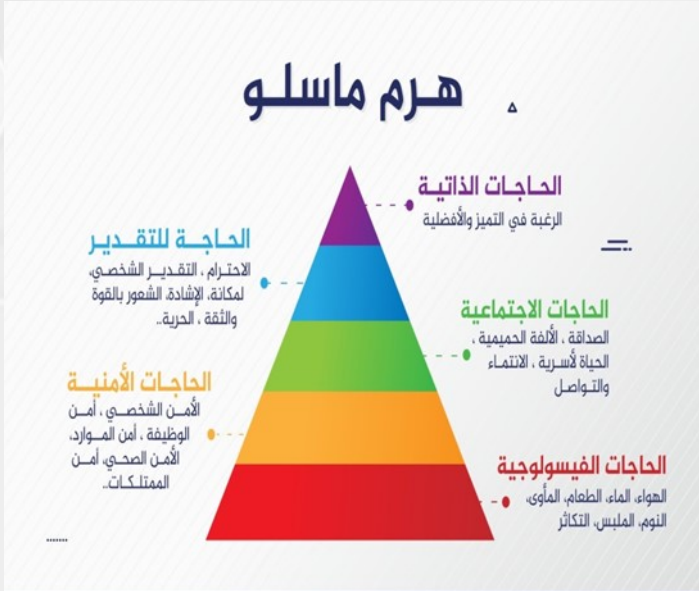 هرم ماسلو
الحاجات الذاتية
الرغبة في التميز والأفضلية
الحاجة للتقدير
الاحترام ، التقدير الشخصي،
لمكانة، الإشادة، الشعور بالقوة
والثقة ، الحرية..
الحاجات الاجتماعية
الصداقة ، الألفة الحميمية ،
الحياة لأسرية ، الانتماء
والتواصل
الحاجات الأمنية
الأمن الشخصي ، أمن
الوظيفة ، أمن الموارد،
الأمن الصحي، أمن
الممتلكات..
الحاجات الفيسولوجية
الهواء، الماء، الطعام، المأوى،
النوم، الملبس، التكاثر